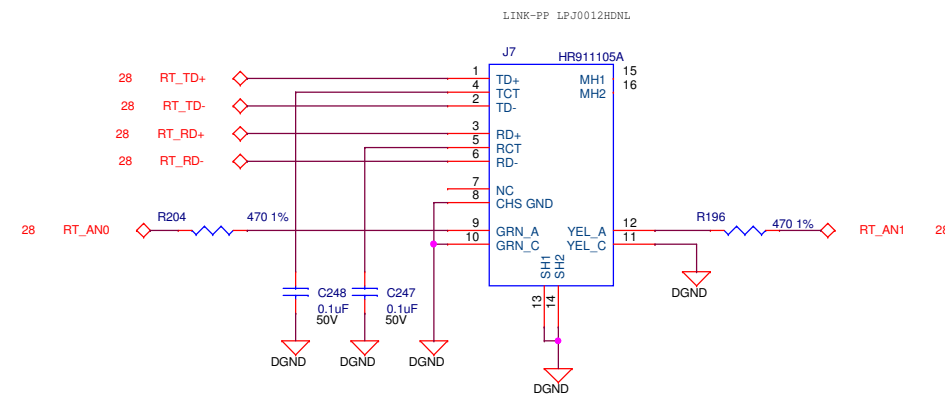 LINK-PP LPJ0012HDNL
J7
HR911105A
28 RT_TD+ 1 TD+ MH1 15
4 TCT MH2 16
28 RT_TD- 2 TD-
28 RT_RD+ 3 RD+
5 RCT
28 RT_RD- 6 RD-
7 NC
8 CHS GND
28 RT_AN0 R204 470 1% 9 GRN_A YEL_A 12 R196 470 1% RT_AN1 28
10 GRN_C YEL_C 11
SH1 SH2
13 14
DGND
C248 C247
0.1uF 0.1uF
50V 50V
DGND DGND DGND
DGND